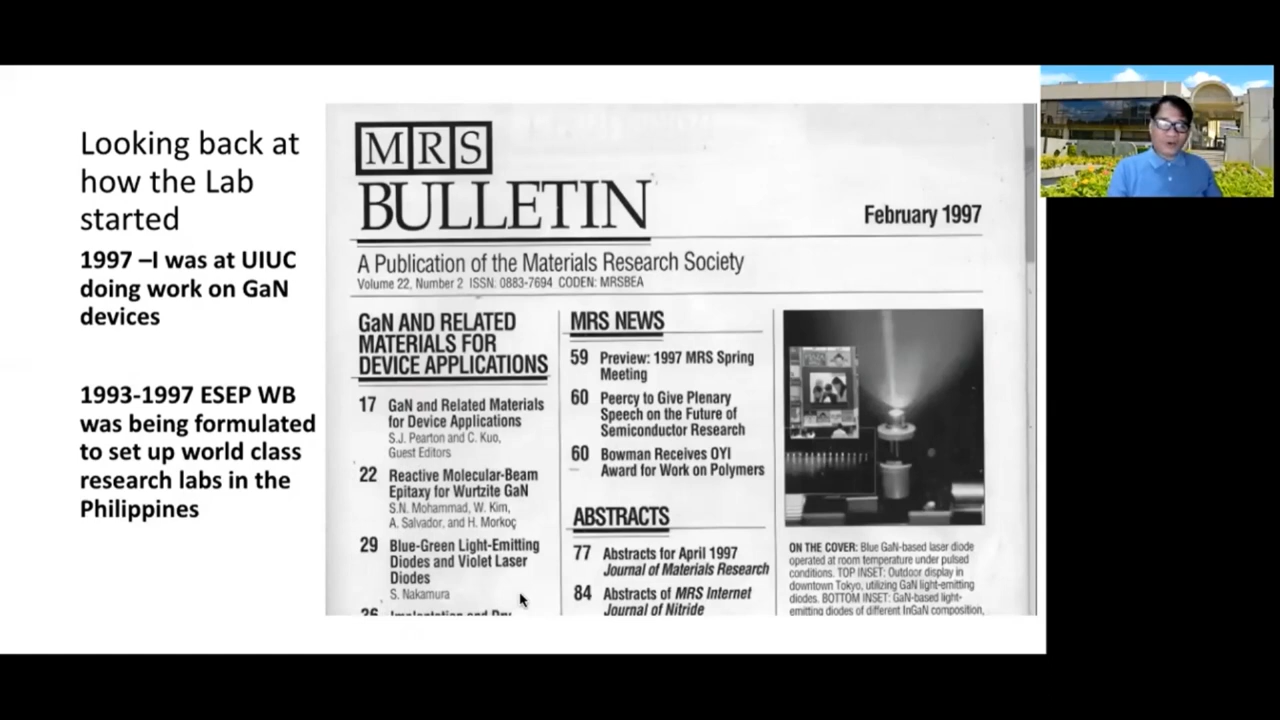 Looking back at
how the Lab
started
1997 –I was at UIUC
doing work on GaN
devices
1993-1997 ESEP WB
was being formulated
to set up world class
research labs in the
Philippines
MRS
BULLETIN
February 1997
A Publication of the Materials Research Society
Volume 22, Number 2 ISSN: 0883-7694 CODEN: MRSBEA
GaN AND RELATED
MATERIALS FOR
DEVICE APPLICATIONS
17 GaN and Related Materials
for Device Applications
S.J. Pearton and C. Kuo,
Guest Editors
22 Reactive Molecular-Beam
Epitaxy for Wurtzite GaN
S.N. Mohammad, W. Kim,
A. Salvador, and H. Morkoç
29 Blue-Green Light-Emitting
Diodes and Violet Laser
Diodes
S. Nakamura
MRS NEWS
59 Preview: 1997 MRS Spring
Meeting
60 Peercy to Give Plenary
Speech on the Future of
Semiconductor Research
60 Bowman Receives OYI
Award for Work on Polymers
ABSTRACTS
77 Abstracts for April 1997
Journal of Materials Research
84 Abstracts of MRS Internet
Journal of Nitride
ON THE COVER: Blue GaN-based laser diode
operated at room temperature under pulsed
conditions. TOP INSET: Outdoor display in
downtown Tokyo, utilizing GaN light-emitting
diodes. BOTTOM INSET: GaN-based light-
emitting diodes of different InGaN composition,